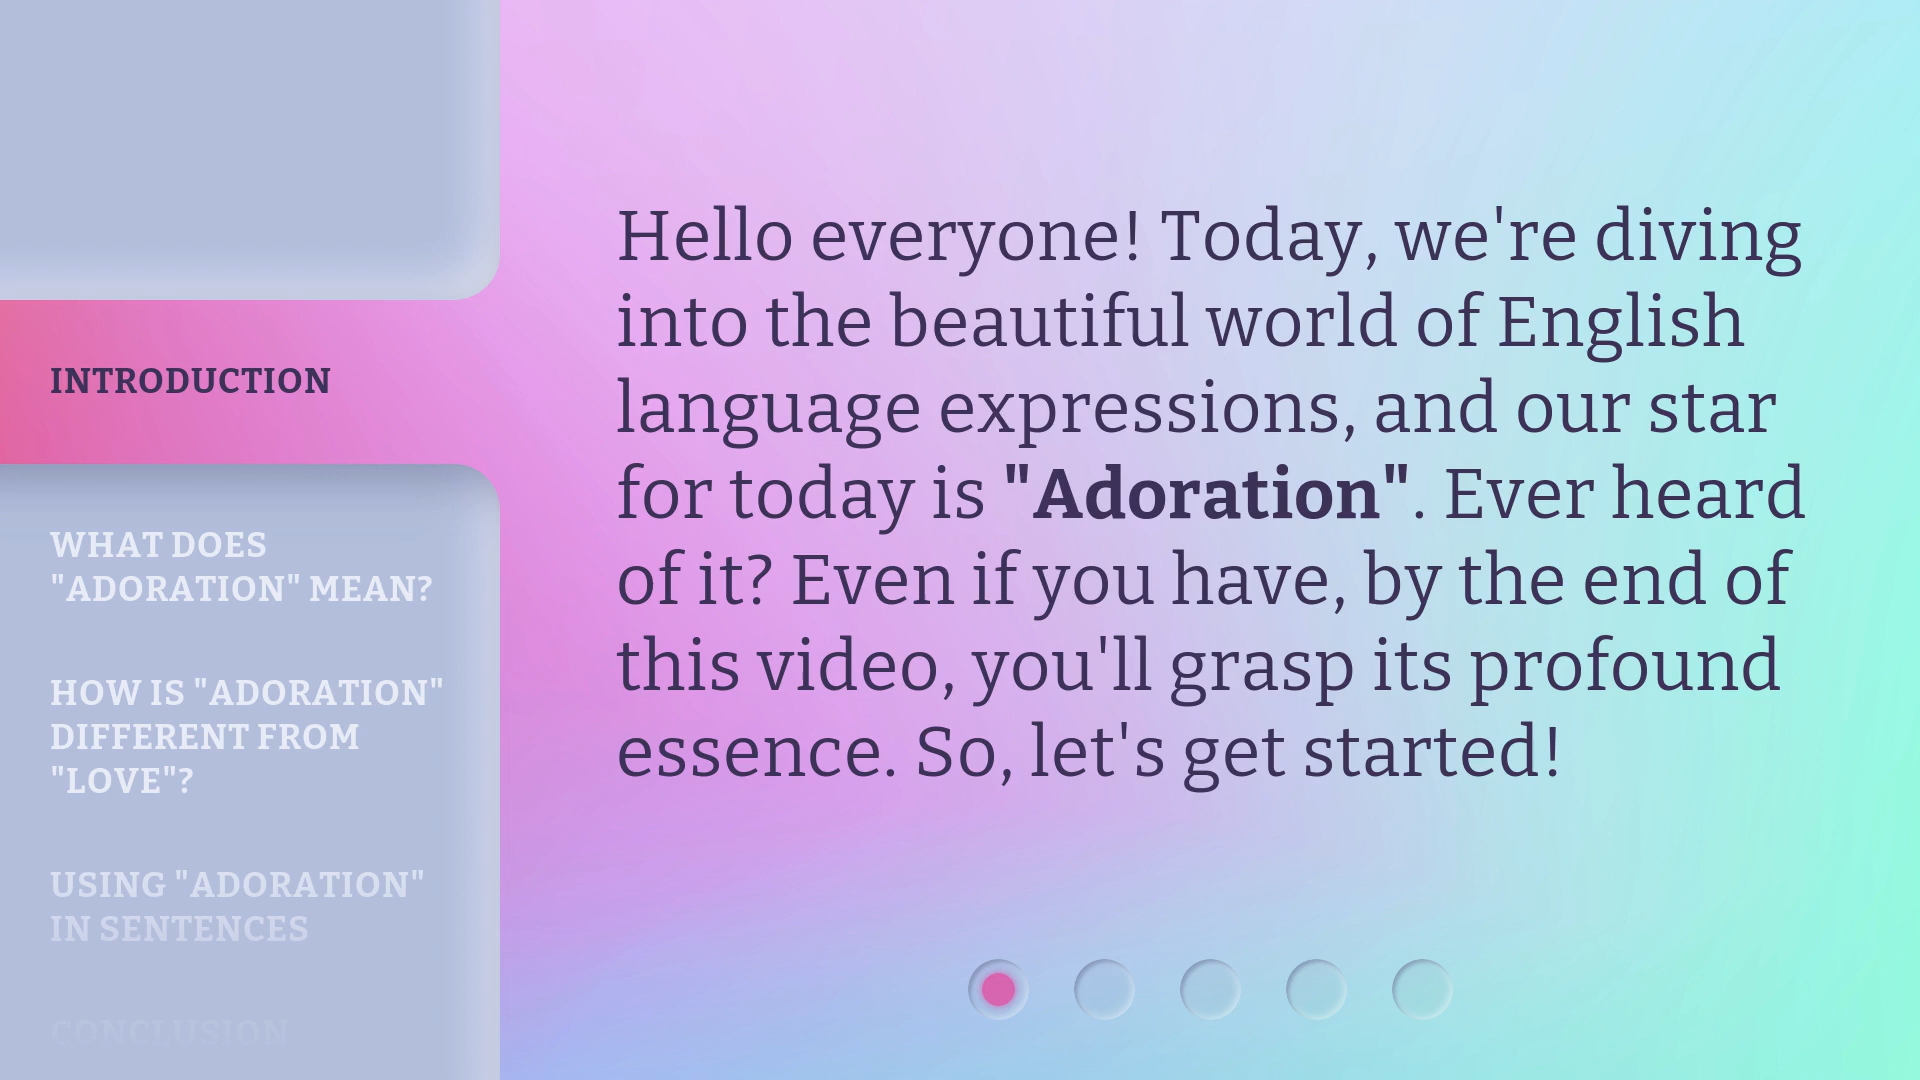 INTRODUCTION
WHAT DOES
"ADORATION" MEAN?
HOW IS "ADORATION"
DIFFERENT FROM
"LOVE"?
USING "ADORATION"
IN SENTENCES
CONCLUSION
Hello everyone! Today, we're diving
into the beautiful world of English
language expressions, and our star
for today is "Adoration". Ever heard
of it? Even if you have, by the end of
this video, you'll grasp its profound
essence. So, let's get started!